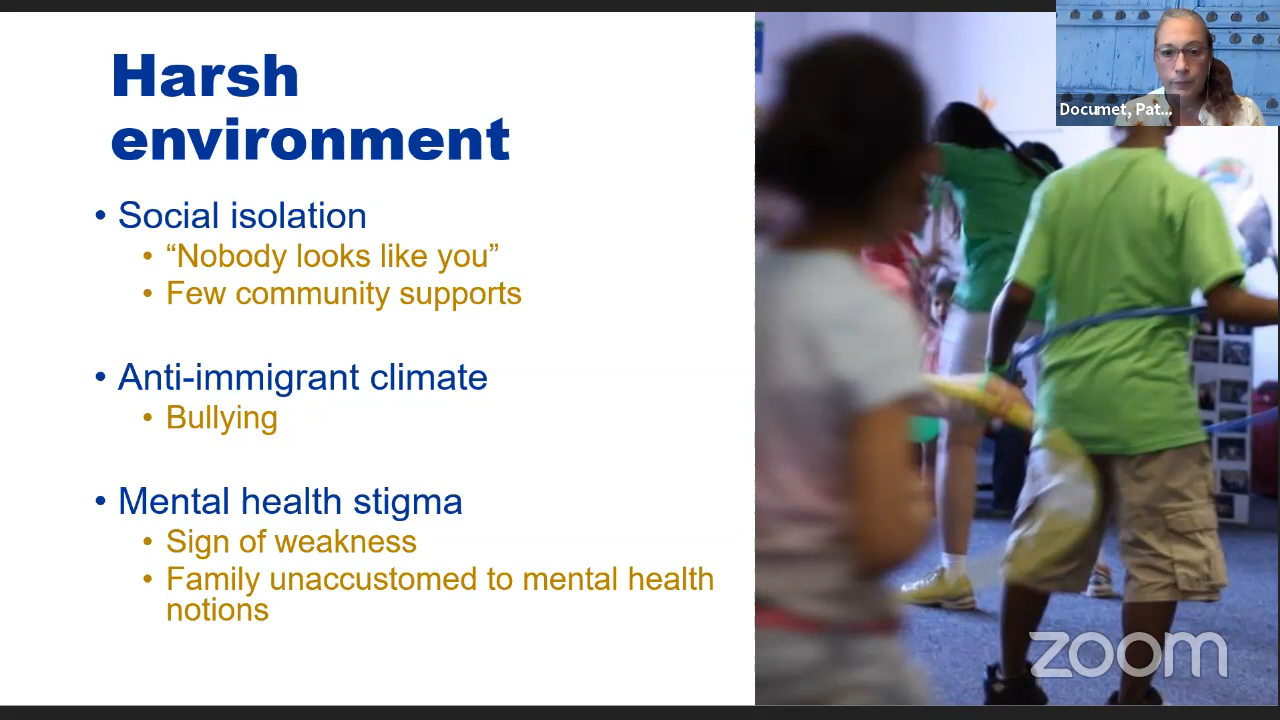 Harsh
environment
• Social isolation
• “Nobody looks like you”
• Few community supports
• Anti-immigrant climate
• Bullying
• Mental health stigma
• Sign of weakness
• Family unaccustomed to mental health
notions
Documet, Pat...
zoom